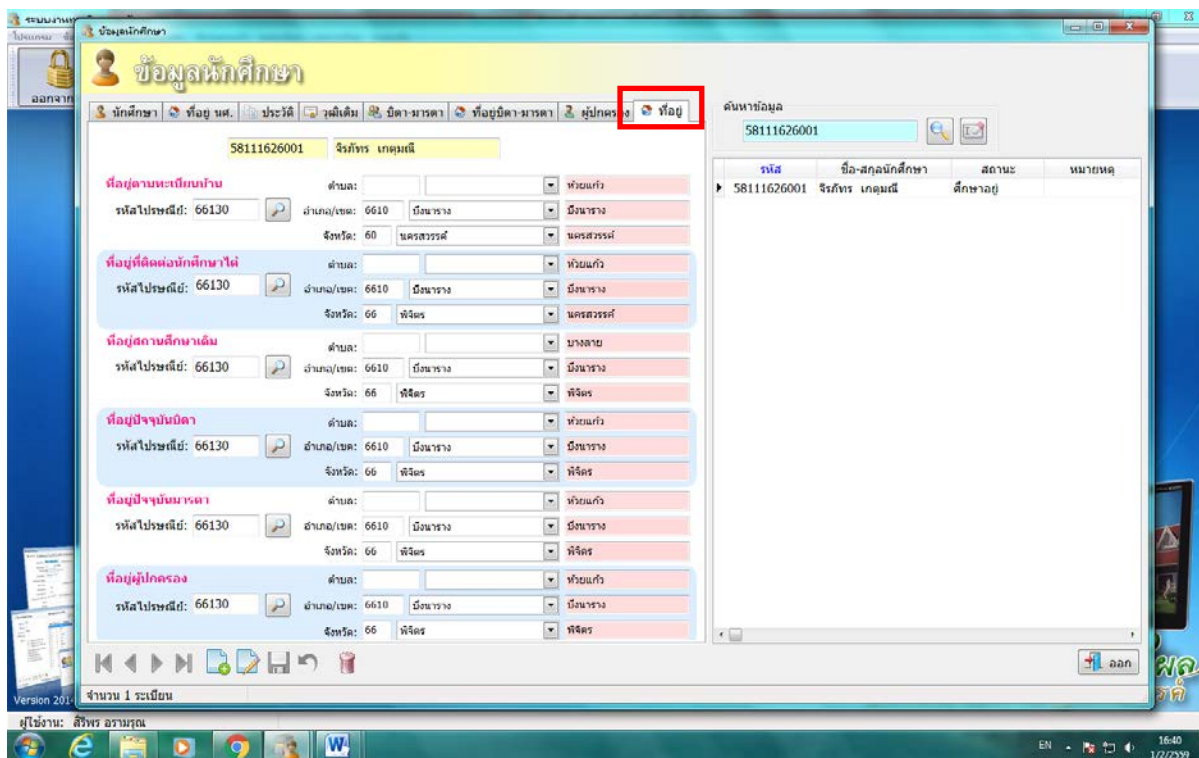 ข้อมูลนักศึกษา
ข้อมูลนักศึกษา
นักศึกษา ที่อยู่ นศ. ประวัติ วุฒิเดิม บิดา-มารดา ที่อยู่บิดา-มารดา ผู้ปกครอง ที่อยู่
58111626001 จิรภัทร เกตุมณี
ที่อยู่ตามทะเบียนบ้าน ตำบล: ห้วยแก้ว
รหัสไปรษณีย์: 66130 อำเภอ/เขต: 6610 บึงนาราง บึงนาราง
จังหวัด: 60 นครสวรรค์ นครสวรรค์
ที่อยู่ที่ติดต่อนักศึกษาได้ ตำบล: ห้วยแก้ว
รหัสไปรษณีย์: 66130 อำเภอ/เขต: 6610 บึงนาราง บึงนาราง
จังหวัด: 66 พิจิตร นครสวรรค์
ที่อยู่สถานศึกษาเดิม ตำบล: บางลาย
รหัสไปรษณีย์: 66130 อำเภอ/เขต: 6610 บึงนาราง บึงนาราง
จังหวัด: 66 พิจิตร พิจิตร
ที่อยู่ปัจจุบันบิดา ตำบล: ห้วยแก้ว
รหัสไปรษณีย์: 66130 อำเภอ/เขต: 6610 บึงนาราง บึงนาราง
จังหวัด: 66 พิจิตร พิจิตร
ที่อยู่ปัจจุบันมารดา ตำบล: ห้วยแก้ว
รหัสไปรษณีย์: 66130 อำเภอ/เขต: 6610 บึงนาราง บึงนาราง
จังหวัด: 66 พิจิตร พิจิตร
ที่อยู่ผู้ปกครอง ตำบล: ห้วยแก้ว
รหัสไปรษณีย์: 66130 อำเภอ/เขต: 6610 บึงนาราง บึงนาราง
จังหวัด: 66 พิจิตร พิจิตร
ค้นหาข้อมูล
58111626001
รหัส ชื่อ-สกุลนักศึกษา สถานะ หมายเหตุ
58111626001 จิรภัทร เกตุมณี ศึกษาอยู่
ออก
จำนวน 1 ระเบียน
Version 201
ผู้ใช้งาน: สิริพร อรามรุณ
EN 16:40
1/2/2559